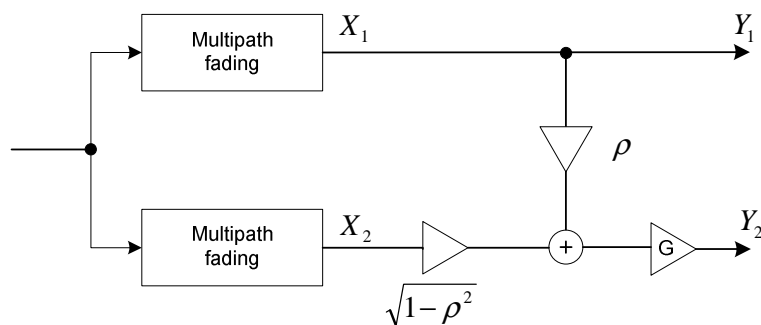 Multipath
fading
X₁
Y₁
ρ
Multipath
fading
X₂
√(1−ρ²)
+
G
Y₂